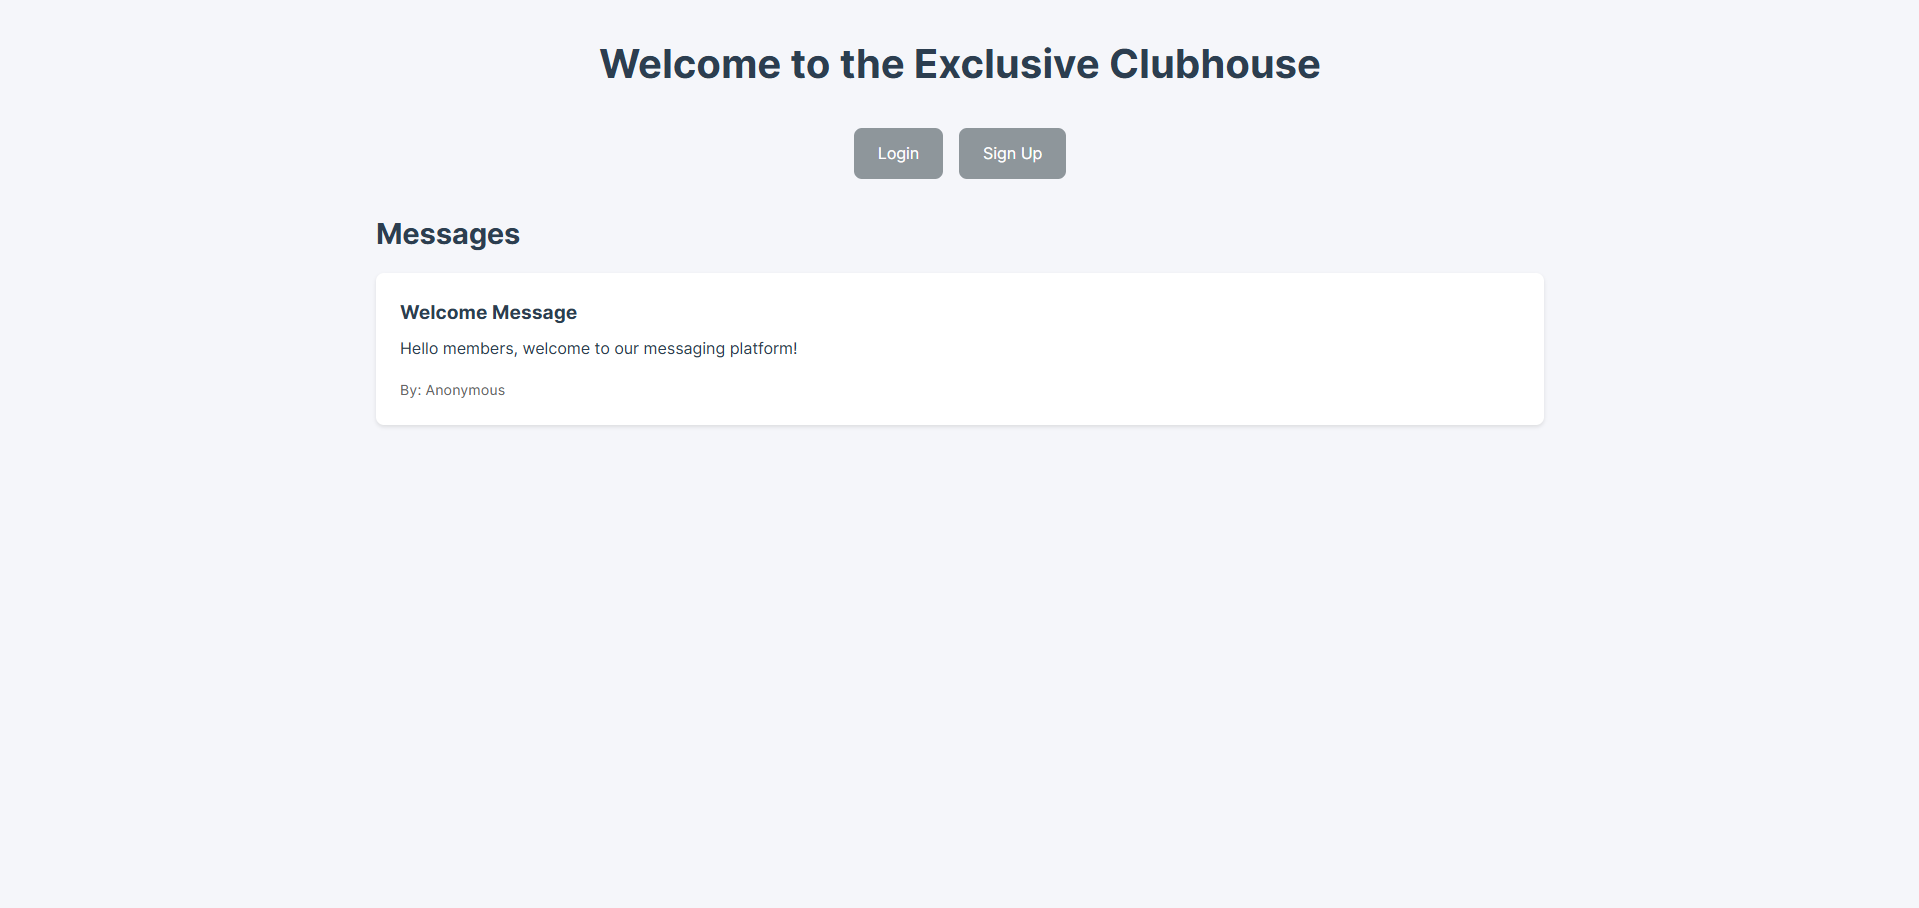 Welcome to the Exclusive Clubhouse
Login Sign Up
Messages
Welcome Message
Hello members, welcome to our messaging platform!
By: Anonymous